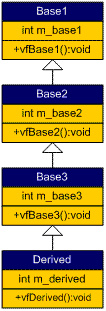 Base1
int m_base1
+vfBase1():void
Base2
int m_base2
+vfBase2():void
Base3
int m_base3
+vfBase3():void
Derived
int m_derived
+vfDerived():void